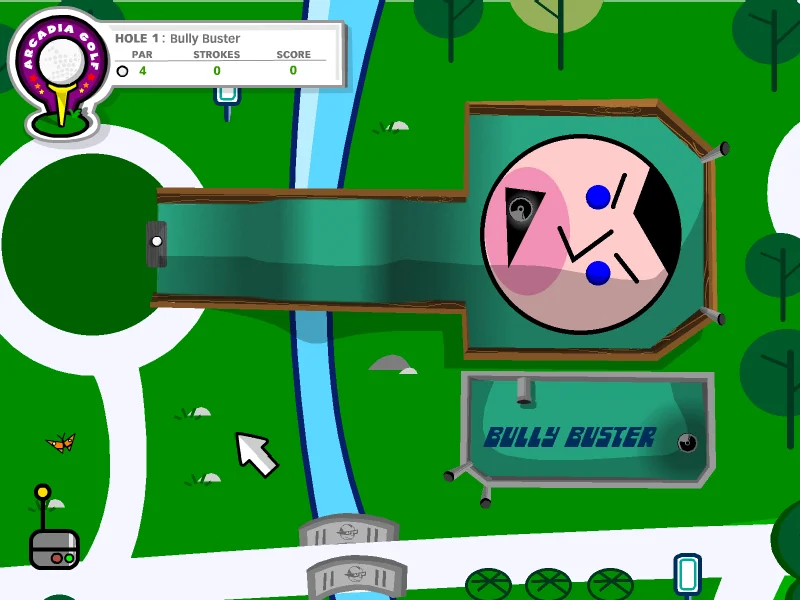 ARCADIA GOLF
HOLE 1 : Bully Buster
PAR STROKES SCORE
4 0 0
BULLY BUSTER